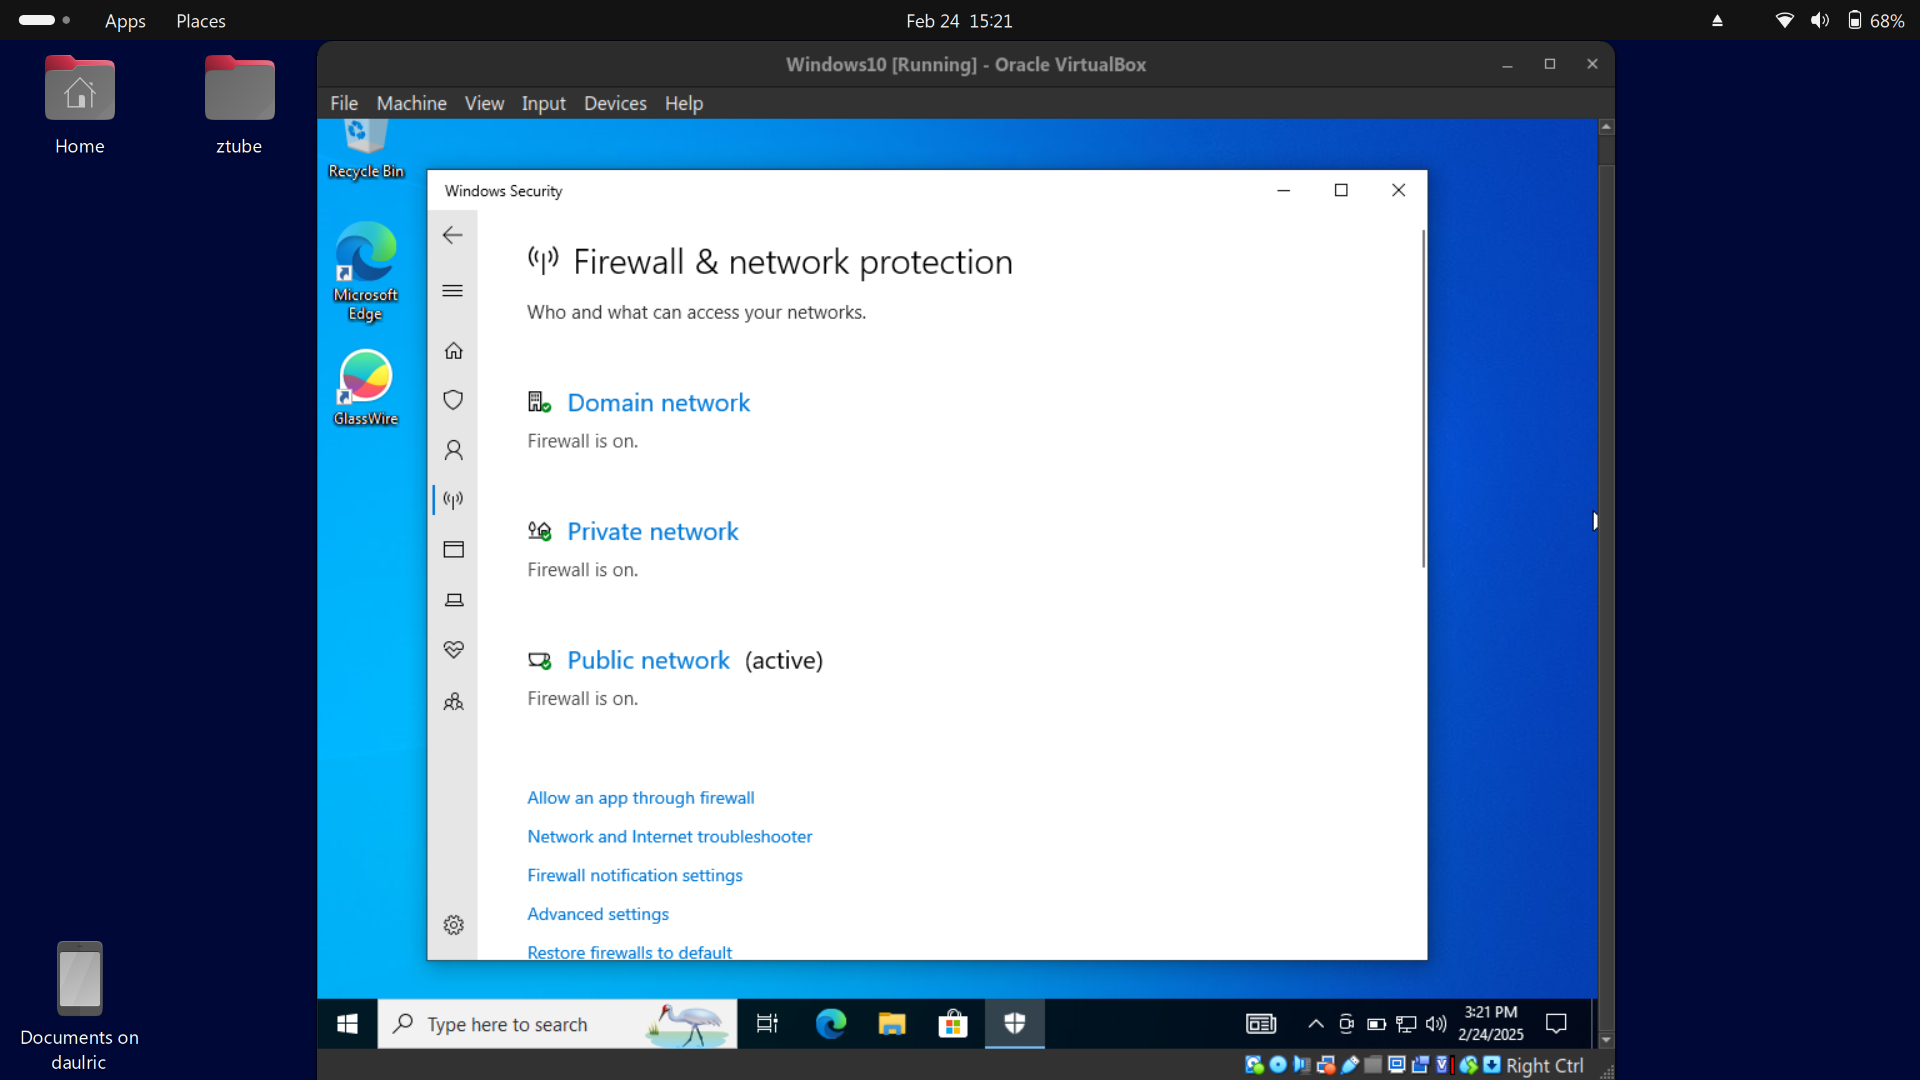 Apps Places
Feb 24 15:21
68%
Home
ztube
Documents on
daulric
Windows10 [Running] - Oracle VirtualBox
File Machine View Input Devices Help
Recycle Bin
Microsoft
Edge
GlassWire
Windows Security
Firewall & network protection
Who and what can access your networks.
Domain network
Firewall is on.
Private network
Firewall is on.
Public network (active)
Firewall is on.
Allow an app through firewall
Network and Internet troubleshooter
Firewall notification settings
Advanced settings
Restore firewalls to default
Type here to search
3:21 PM
2/24/2025
Right Ctrl